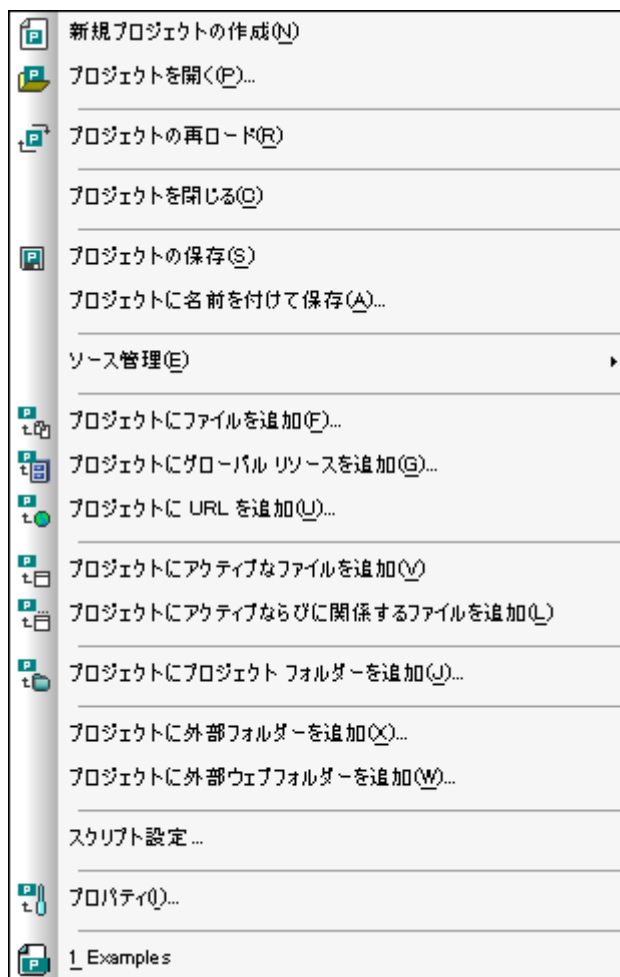 新規プロジェクトの作成(N)
プロジェクトを開く(P)...
プロジェクトの再ロード(R)
プロジェクトを閉じる(C)
プロジェクトの保存(S)
プロジェクトに名前を付けて保存(A)...
ソース管理(E)
プロジェクトにファイルを追加(F)...
プロジェクトにグローバル リソースを追加(G)...
プロジェクトに URL を追加(U)...
プロジェクトにアクティブなファイルを追加(V)
プロジェクトにアクティブならびに関係するファイルを追加(L)
プロジェクトにプロジェクト フォルダーを追加(J)...
プロジェクトに外部フォルダーを追加(X)...
プロジェクトに外部ウェブフォルダーを追加(W)...
スクリプト設定...
プロパティ(I)...
1 Examples